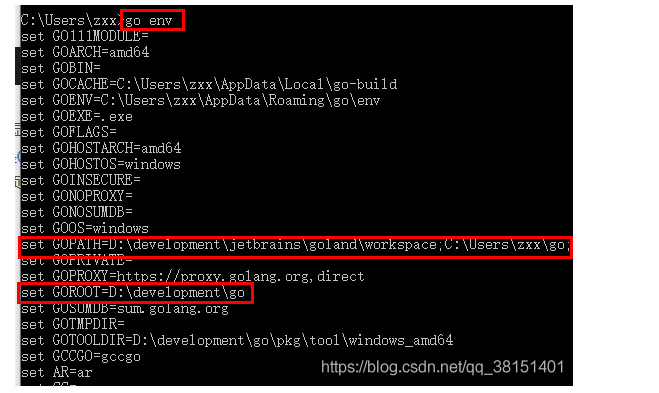 C:\Users\zxx>go env
set GO111MODULE=
set GOARCH=amd64
set GOBIN=
set GOCACHE=C:\Users\zxx\AppData\Local\go-build
set GOENV=C:\Users\zxx\AppData\Roaming\go\env
set GOEXE=.exe
set GOFLAGS=
set GOHOSTARCH=amd64
set GOHOSTOS=windows
set GOINSECURE=
set GONOPROXY=
set GONOSUMDB=
set GOOS=windows
set GOPATH=D:\development\jetbrains\goland\workspace;C:\Users\zxx\go;
set GOPRIVATE=
set GOPROXY=https://proxy.golang.org,direct
set GOROOT=D:\development\go
set GOSUMDB=sum.golang.org
set GOTMPDIR=
set GOTOOLDIR=D:\development\go\pkg\tool\windows_amd64
set GCCGO=gccgo
set AR=ar
https://blog.csdn.net/qq_38151401